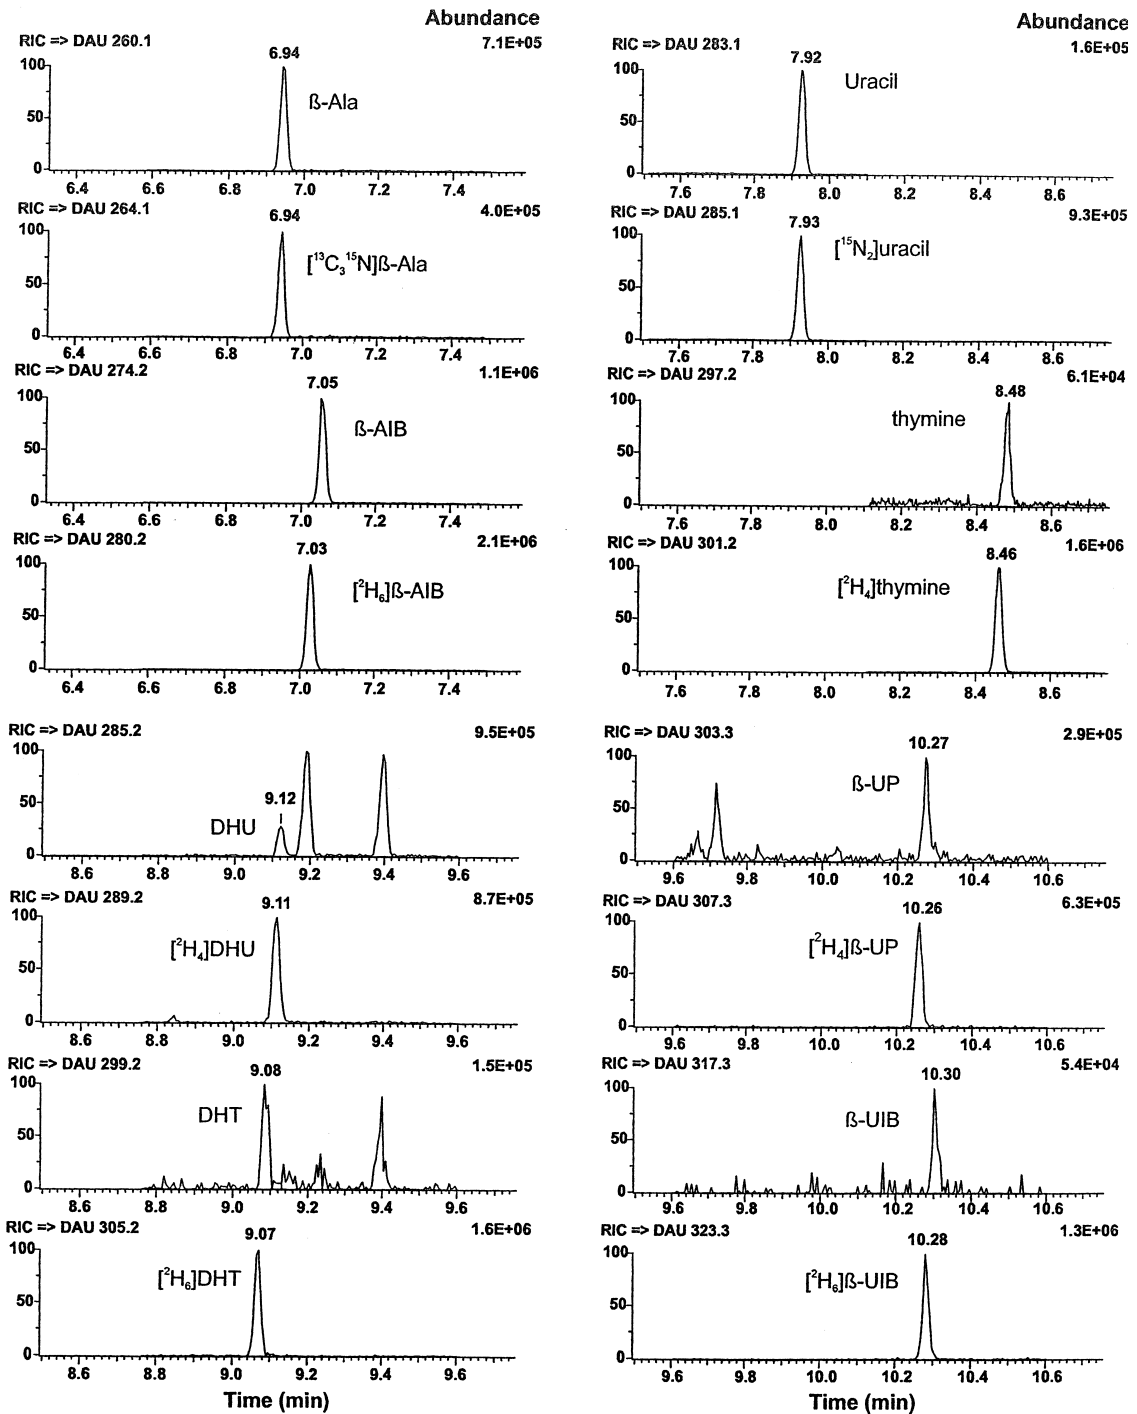 Abundance
RIC => DAU 260.1 7.1E+05
6.94
100
ß-Ala
50
0
6.4 6.6 6.8 7.0 7.2 7.4
RIC => DAU 264.1 4.0E+05
6.94
100
[¹³C₃¹⁵N]ß-Ala
50
0
6.4 6.6 6.8 7.0 7.2 7.4
RIC => DAU 274.2 1.1E+06
7.05
100
ß-AIB
50
0
6.4 6.6 7.0 7.2 7.4
RIC => DAU 280.2 2.1E+06
7.03
100
[²H₆]ß-AIB
50
0
6.4 6.6 6.8 7.0 7.2 7.4
RIC => DAU 285.2 9.5E+05
100
9.12
50
DHU
0
8.6 8.8 9.0 9.2 9.4 9.6
RIC => DAU 289.2 8.7E+05
9.11
100
[²H₄]DHU
50
0
8.6 8.8 9.0 9.2 9.4 9.6
RIC => DAU 299.2 1.5E+05
9.08
100
DHT
50
0
8.6 8.8 9.0 9.2 9.4 9.6
RIC => DAU 305.2 1.6E+06
9.07
100
[²H₆]DHT
50
0
8.6 8.8 9.0 9.2 9.4 9.6
Time (min)
Abundance
RIC => DAU 283.1 1.6E+05
7.92
100
Uracil
50
0
7.6 7.8 8.0 8.2 8.4 8.6
RIC => DAU 285.1 9.3E+05
7.93
100
[¹⁵N₂]uracil
50
0
7.6 7.8 8.0 8.2 8.4 8.6
RIC => DAU 297.2 6.1E+04
8.48
100
thymine
50
0
7.6 7.8 8.0 8.2 8.4 8.6
RIC => DAU 301.2 1.6E+06
8.46
100
[²H₄]thymine
50
0
7.6 7.8 8.0 8.2 8.4 8.6
RIC => DAU 303.3 2.9E+05
10.27
100
ß-UP
50
0
9.6 9.8 10.0 10.2 10.4 10.6
RIC => DAU 307.3 6.3E+05
10.26
100
[²H₄]ß-UP
50
0
9.6 9.8 10.0 10.2 10.4 10.6
RIC => DAU 317.3 5.4E+04
10.30
100
ß-UIB
50
0
9.6 9.8 10.0 10.2 10.4 10.6
RIC => DAU 323.3 1.3E+06
10.28
100
[²H₆]ß-UIB
50
0
9.6 9.8 10.0 10.2 10.4 10.6
Time (min)